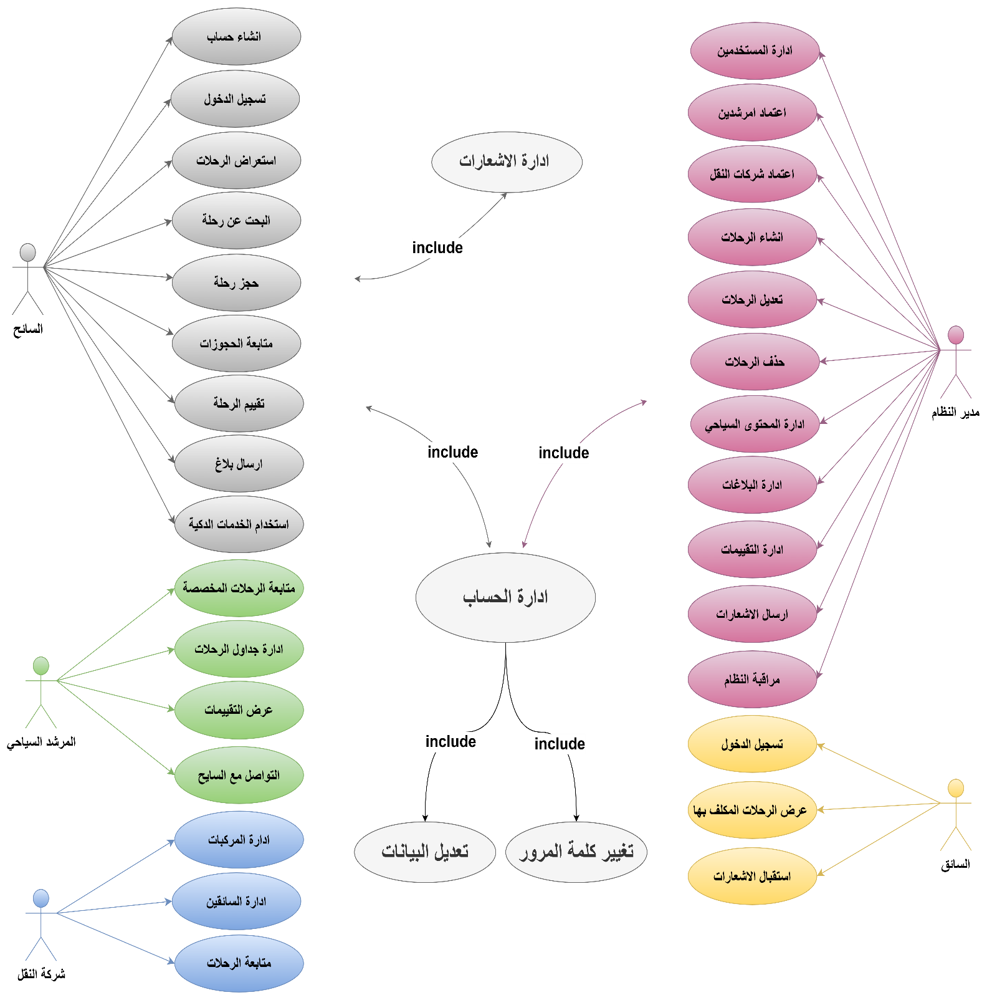 انشاء حساب
تسجيل الدخول
استعراض الرحلات
البحت عن رحلة
حجز رحلة
متابعة الحجوزات
تقييم الرحلة
ارسال بلاغ
استخدام الخدمات الدكية
السائح
متابعة الرحلات المخصصة
ادارة جداول الرحلات
عرض التقييمات
التواصل مع السايح
المرشد السياحي
ادارة المركبات
ادارة السائقين
متابعة الرحلات
شركة النقل
ادارة الاشعارات
include
include
include
ادارة الحساب
include
include
تعديل البيانات
تغيير كلمة المرور
ادارة المستخدمين
اعتماد امرشدين
اعتماد شركات النقل
انشاء الرحلات
تعديل الرحلات
حذف الرحلات
ادارة المحتوى السياحي
ادارة البلاغات
ادارة التقييمات
ارسال الاشعارات
مراقبة النظام
مدير النظام
تسجيل الدخول
عرض الرحلات المكلف بها
استقبال الاشعارات
السائق